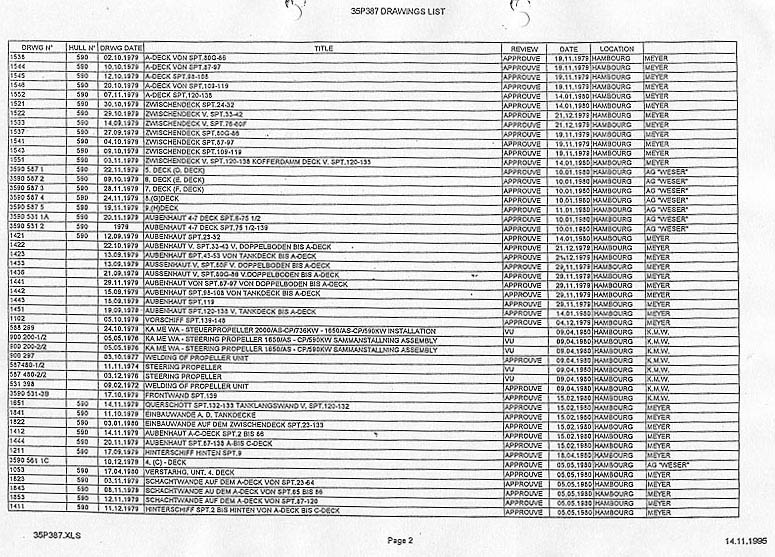 35P387 DRAWINGS LIST
DRWG N° HULL N° DRWG DATE TITLE REVIEW DATE LOCATION
1538 590 02.10.1979 A-DECK VON SPT.80G-86 APPROUVE 19.11.1979 HAMBOURG MEYER
1544 590 10.10.1979 A-DECK VON SPT.87-97 APPROUVE 19.11.1979 HAMBOURG MEYER
1545 590 12.10.1979 A-DECK SPT.98-108 APPROUVE 19.11.1979 HAMBOURG MEYER
1546 590 20.10.1979 A-DECK VON SPT.109-119 APPROUVE 19.11.1979 HAMBOURG MEYER
1552 590 07.11.1979 A-DECK SPT.120-138 APPROUVE 14.01.1980 HAMBOURG MEYER
1521 590 30.10.1979 ZWISCHENDECK SPT.24-32 APPROUVE 14.01.1980 HAMBOURG MEYER
1522 590 29.10.1979 ZWISCHENDECK V. SPT.33-42 APPROUVE 21.12.1979 HAMBOURG MEYER
1533 590 14.09.1979 ZWISCHENDECK V. SPT.76-80F APPROUVE 21.12.1979 HAMBOURG MEYER
1537 590 27.09.1979 ZWISCHENDECK SPT.80G-86 APPROUVE 19.11.1979 HAMBOURG MEYER
1541 590 04.10.1979 ZWISCHENDECK SPT.87-97 APPROUVE 19.11.1979 HAMBOURG MEYER
1543 590 09.10.1979 ZWISCHENDECK SPT.109-119 APPROUVE 19.11.1979 HAMBOURG MEYER
1551 590 03.11.1979 ZWISCHENDECK V. SPT.120-138 KOFFERDAMM DECK V. SPT.120-135 APPROUVE 14.01.1980 HAMBOURG MEYER
3590 587 1 590 22.11.1979 5. DECK (D. DECK) APPROUVE 10.01.1980 HAMBOURG AG "WESER"
3590 587 2 590 09.10.1979 6. DECK (E. DECK) APPROUVE 10.01.1980 HAMBOURG AG "WESER"
3590 587 3 590 28.11.1979 7. DECK (F. DECK) APPROUVE 10.01.1980 HAMBOURG AG "WESER"
3590 587 4 590 24.11.1979 8.(G)DECK APPROUVE 10.01.1980 HAMBOURG AG "WESER"
3590 587 5 590 19.11.1979 9.(H)DECK APPROUVE 11.01.1980 HAMBOURG AG "WESER"
3590 531 1A 590 20.11.1979 AUBENHAUT 4-7 DECK SPT.6-75 1/2 APPROUVE 10.01.1980 HAMBOURG AG "WESER"
3590 531 2 590 1979 AUBENHAUT 4-7 DECK SPT.75 1/2-139 APPROUVE 10.01.1980 HAMBOURG AG "WESER"
1421 590 12.09.1979 AUBENHAUT SPT.23-32 APPROUVE 14.01.1980 HAMBOURG MEYER
1422 22.10.1979 AUBENHAUT V. SPT.33-43 V. DOPPELBODEN BIS A-DECK APPROUVE 21.12.1979 HAMBOURG MEYER
1423 13.09.1979 AUBENHAUT SPT.43-53 VON TANKDECK BIS A-DECK APPROUVE 21.12.1979 HAMBOURG MEYER
1433 13.09.1979 AUSSENHAUT V. SPT.80F V. DOPPELBODEN BIS A-DECK APPROUVE 29.11.1979 HAMBOURG MEYER
1436 21.09.1979 AUSSENHAUT V. SPT.80G-86 V.DOPPELBODEN BIS A-DECK APPROUVE 29.11.1979 HAMBOURG MEYER
1441 29.11.1979 AUBENHAUT VON SPT.87-97 VON DOPPELBODEN BIS A-DECK APPROUVE 29.11.1979 HAMBOURG MEYER
1442 15.09.1979 AUBENHAUT SPT.98-108 VON TANKDECK BIS A-DECK APPROUVE 29.11.1979 HAMBOURG MEYER
1443 18.09.1979 AUBENHAUT SPT.119 APPROUVE 29.11.1979 HAMBOURG MEYER
1451 19.09.1979 AUBENHAUT SPT.120-138 V. TANKDECK BIS A-DECK APPROUVE 14.01.1980 HAMBOURG MEYER
1102 05.10.1979 VORSCHIFF SPT.139-148 APPROUVE 04.12.1979 HAMBOURG MEYER
588 289 24.10.1978 KA ME WA - STEUERPROPELLER 2000/AS-CP/736KW - 1650/AS-CP/590KW INSTALLATION VU 09.04.1980 HAMBOURG K.M.W.
900 200-1/2 05.05.1976 KA ME WA - STEERING PROPELLER 1650/AS - CP/590KW SAMMANSTALLNING ASSEMBLY VU 09.04.1980 HAMBOURG K.M.W.
900 200-2/2 05.05.1976 KA ME WA - STEERING PROPELLER 1650/AS - CP/590KW SAMMANSTALLNING ASSEMBLY VU 09.04.1980 HAMBOURG K.M.W.
900 297 03.10.1977 WELDING OF PROPELLER UNIT APPROUVE 09.04.1980 HAMBOURG K.M.W.
587480-1/2 11.11.1974 STEERING PROPELLER VU 09.04.1980 HAMBOURG K.M.W.
587 480-2/2 03.12.1976 STEERING PROPELLER VU 09.04.1980 HAMBOURG K.M.W.
531 398 09.02.1972 WELDING OF PROPELLER UNIT APPROUVE 09.04.1980 HAMBOURG K.M.W.
3590 531-39 17.10.1979 FRONTWAND SPT.139 APPROUVE 15.02.1980 HAMBOURG MEYER
1851 590 14.11.1979 QUERSCHOTT SPT.132-133 TANKLANGSWAND V. SPT.120-132 APPROUVE 15.02.1980 HAMBOURG MEYER
1841 590 11.10.1979 EINBAUWANDE A. D. TANKDECKE APPROUVE 15.02.1980 HAMBOURG MEYER
1822 590 03.01.1980 EINBAUWANDE AUF DEM ZWISCHENDECK SPT.23-133 APPROUVE 15.02.1980 HAMBOURG MEYER
1412 590 14.11.1979 AUBENHAUT A-C-DECK SPT.2 BIS 86 APPROUVE 15.02.1980 HAMBOURG MEYER
1444 590 20.11.1979 AUBENHAUT SPT.87-138 A-BIS C-DECK APPROUVE 15.02.1980 HAMBOURG MEYER
1211 590 17.09.1979 HINTERSCHIFF HINTEN SPT.9 APPROUVE 18.04.1980 HAMBOURG MEYER
3590 561 1C 10.12.1979 4. (C) - DECK APPROUVE 05.05.1980 HAMBOURG AG "WESER"
1053 590 17.04.1980 VERSTARHG. UNT. 4. DECK APPROUVE 05.05.1980 HAMBOURG MEYER
1823 590 03.11.1979 SCHACHTWANDE AUF DEM A-DECK VON SPT.23-64 APPROUVE 05.05.1980 HAMBOURG MEYER
1843 590 08.11.1979 SCHACHTWANDE AU DEM A-DECK VON SPT.65 BIS 86 APPROUVE 05.05.1980 HAMBOURG MEYER
1853 590 12.11.1979 SCHACHTWANDE AUF DEM A-DECK VON SPT.87-120 APPROUVE 05.05.1980 HAMBOURG MEYER
1411 590 11.12.1979 HINTERSCHIFF SPT.2 BIS HINTEN VON A-DECK BIS C-DECK APPROUVE 05.05.1980 HAMBOURG MEYER
35P387.XLS Page 2 14.11.1995